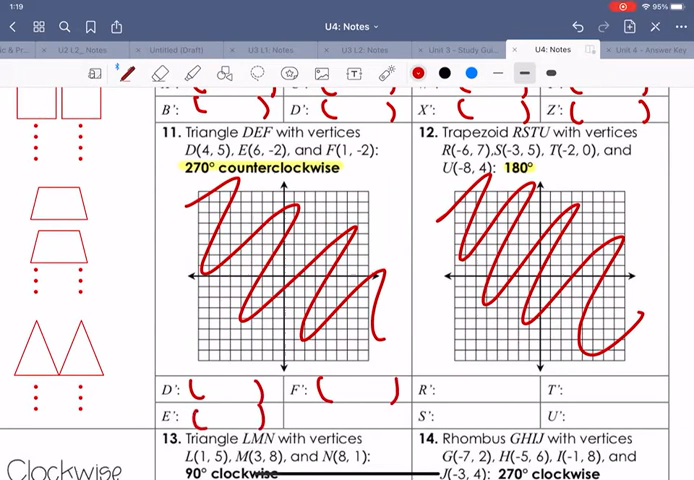 1:19
95%
U4: Notes
ic & Pr...
U2 L2_ Notes
Untitled (Draft)
U3 L1: Notes
U3 L2: Notes
Unit 3 - Study Gui...
U4: Notes
Unit 4 - Answer Key
B': ( )
D': ( )
X': ( )
Z': ( )
11. Triangle DEF with vertices
D(4, 5), E(6, -2), and F(1, -2):
270° counterclockwise
12. Trapezoid RSTU with vertices
R(-6, 7),S(-3, 5), T(-2, 0), and
U(-8, 4): 180°
D': ( )
F': ( )
R':
T':
E': ( )
S':
U':
13. Triangle LMN with vertices
L(1, 5), M(3, 8), and N(8, 1):
90° clockwise
14. Rhombus GHIJ with vertices
G(-7, 2), H(-5, 6), I(-1, 8), and
J(-3, 4): 270° clockwise
Clockwise